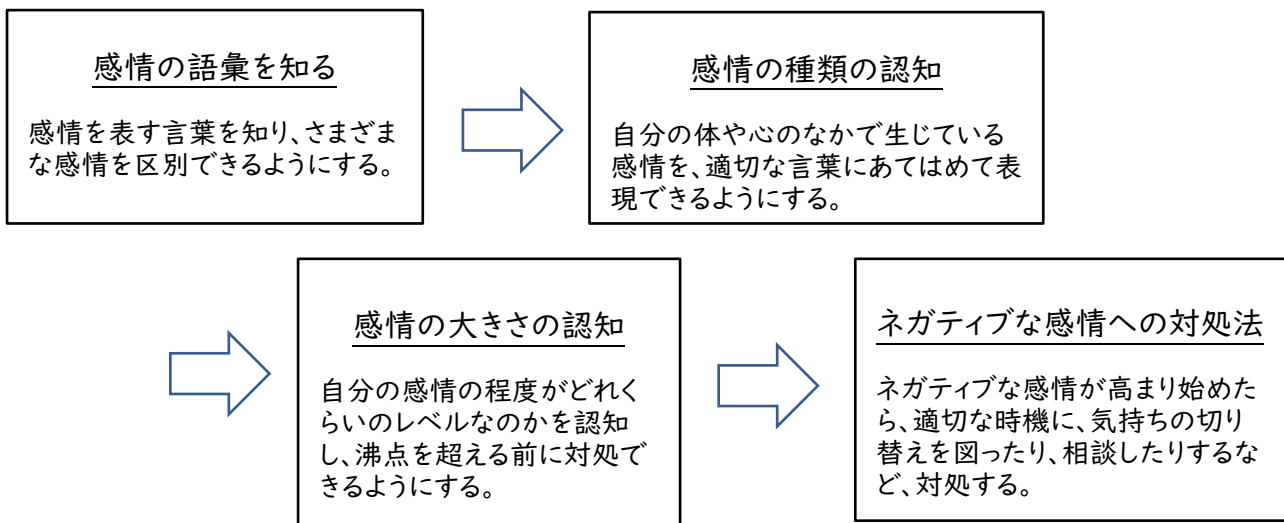 感情の語彙を知る
感情を表す言葉を知り、さまざま
な感情を区別できるようにする。
感情の種類の認知
自分の体や心のなかで生じている
感情を、適切な言葉にあてはめて表
現できるようにする。
感情の大きさの認知
自分の感情の程度がどれく
らいのレベルなのかを認知
し、沸点を超える前に対処で
きるようにする。
ネガティブな感情への対処法
ネガティブな感情が高まり始めた
ら、適切な時機に、気持ちの切り
替えを図ったり、相談したりするな
ど、対処する。